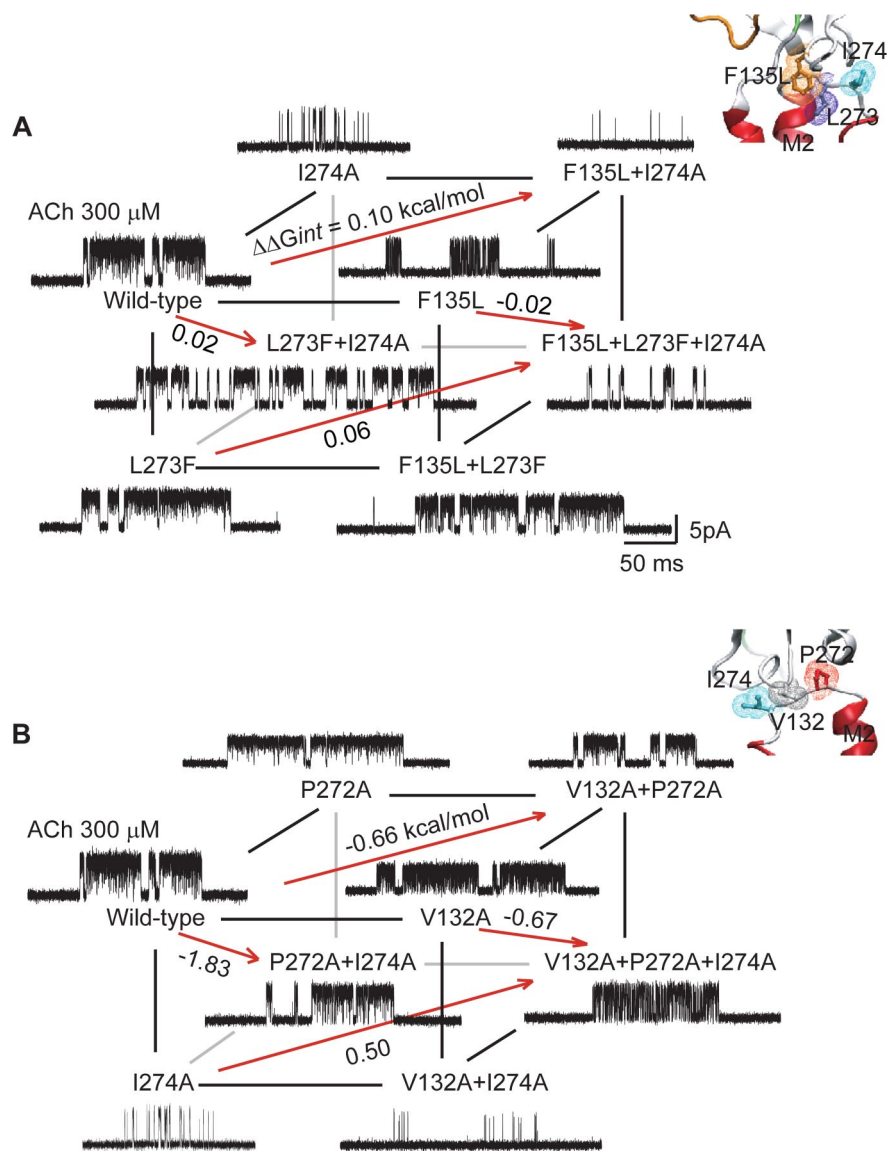 I274
F135L
L273
M2
A
I274A
F135L+I274A
ACh 300 μM
ΔΔGint = 0.10 kcal/mol
Wild-type
F135L
-0.02
0.02
L273F+I274A
F135L+L273F+I274A
0.06
L273F
F135L+L273F
5pA
50 ms
P272
I274
V132
M2
B
P272A
V132A+P272A
ACh 300 μM
-0.66 kcal/mol
Wild-type
V132A
-0.67
-1.83
P272A+I274A
V132A+P272A+I274A
0.50
I274A
V132A+I274A